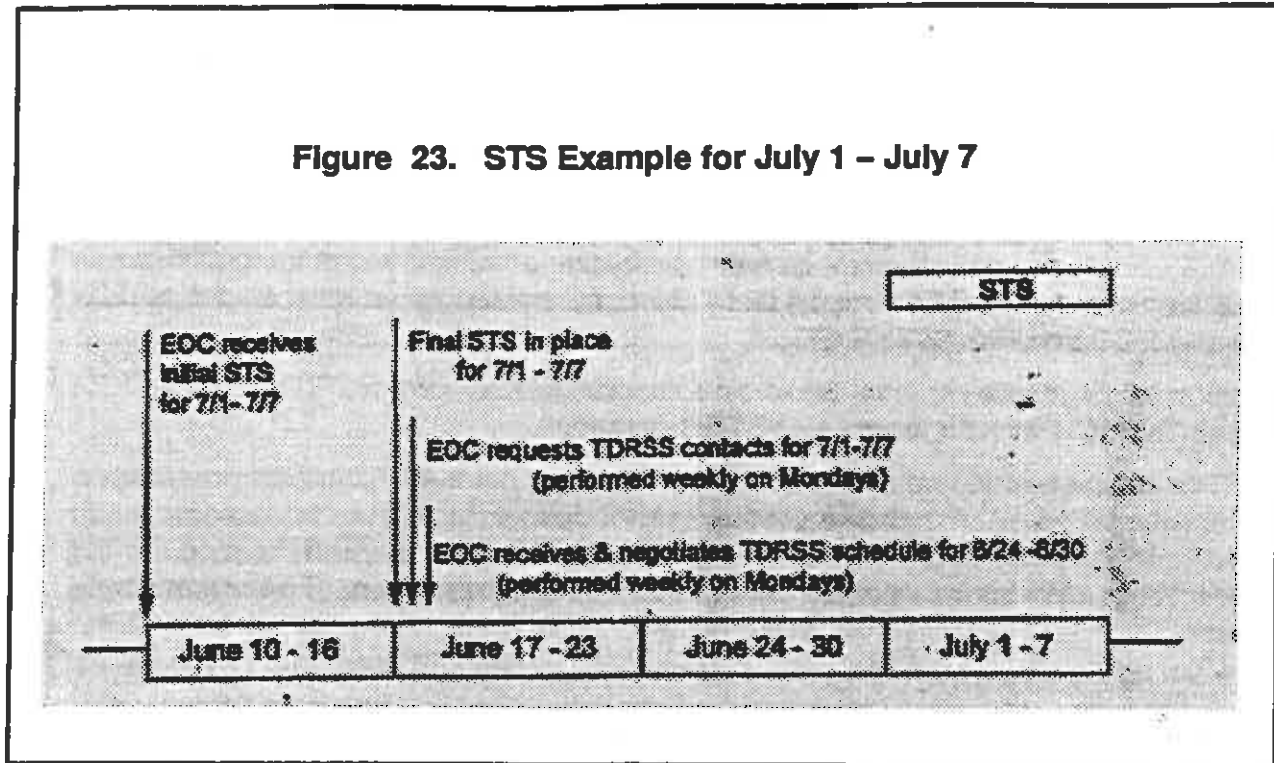 Figure 23. STS Example for July 1 – July 7
STS
EOC receives
initial STS
for 7/1-7/7
Final STS in place
for 7/1 - 7/7
EOC requests TDRSS contacts for 7/1-7/7
(performed weekly on Mondays)
EOC receives & negotiates TDRSS schedule for 6/24-6/30
(performed weekly on Mondays)
June 10 - 16
June 17 - 23
June 24 - 30
July 1 - 7